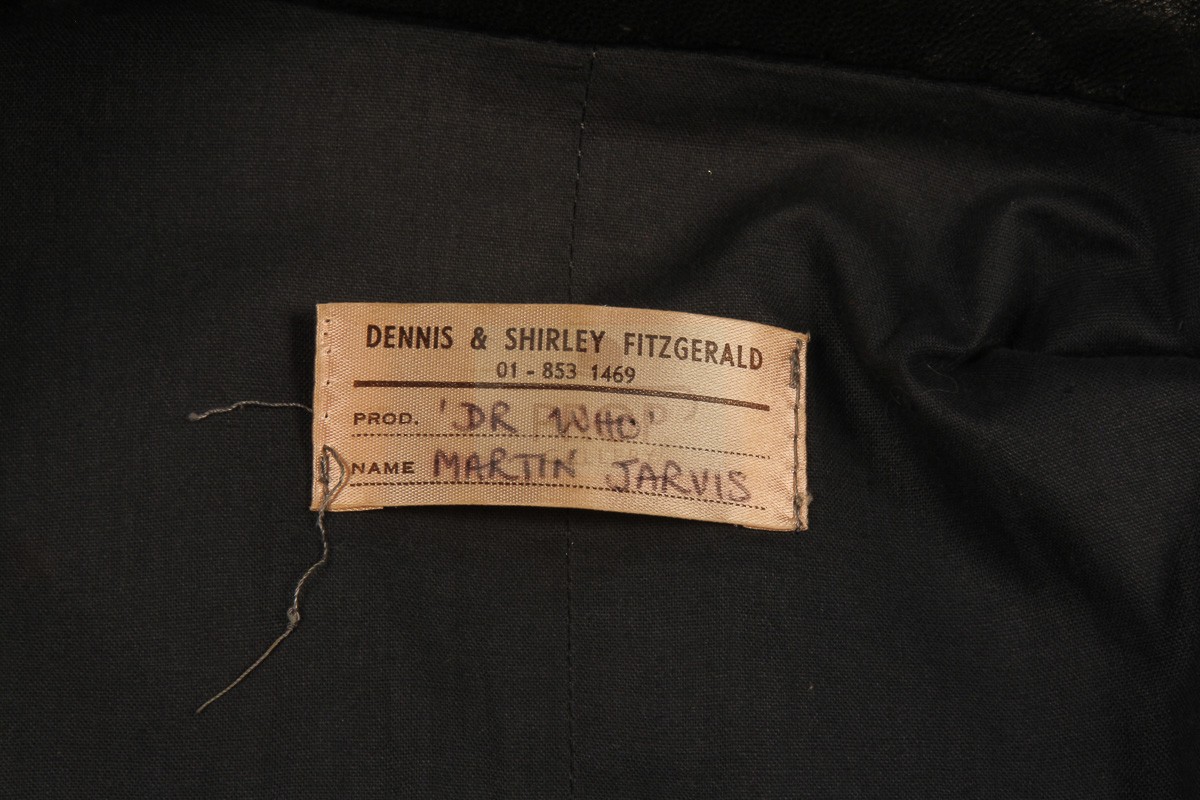 DENNIS & SHIRLEY FITZGERALD
01 - 853 1469
PROD. 'DR WHO'
NAME MARTIN JARVIS